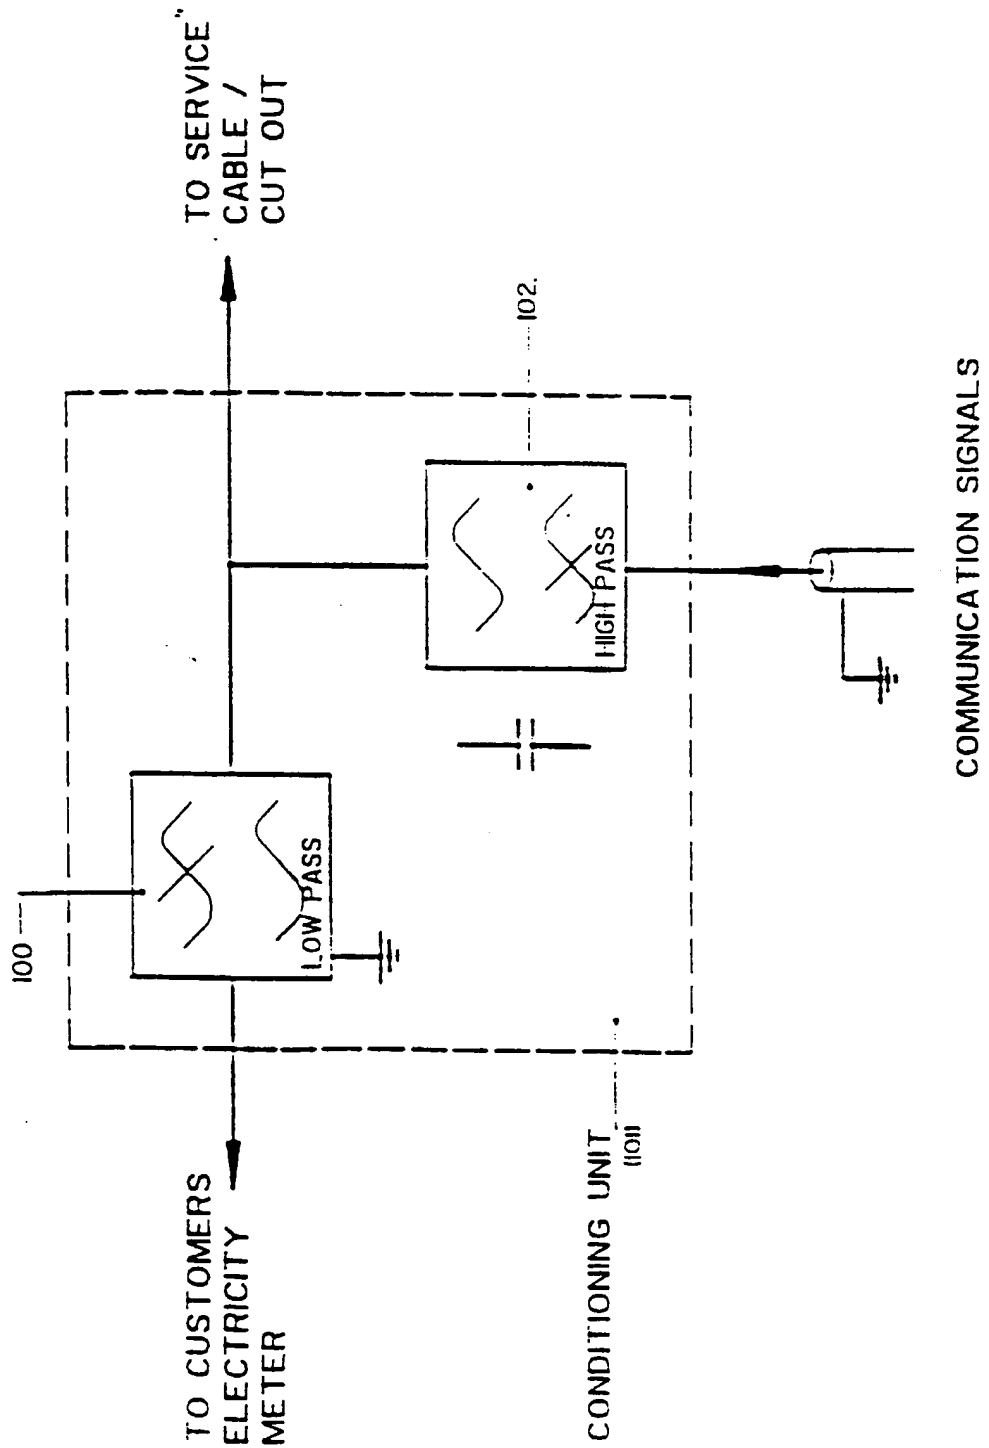 TO SERVICE"
CABLE /
CUT OUT
102.
COMMUNICATION SIGNALS
HIGH PASS
100
LOW PASS
TO CUSTOMERS
ELECTRICITY
METER
CONDITIONING UNIT